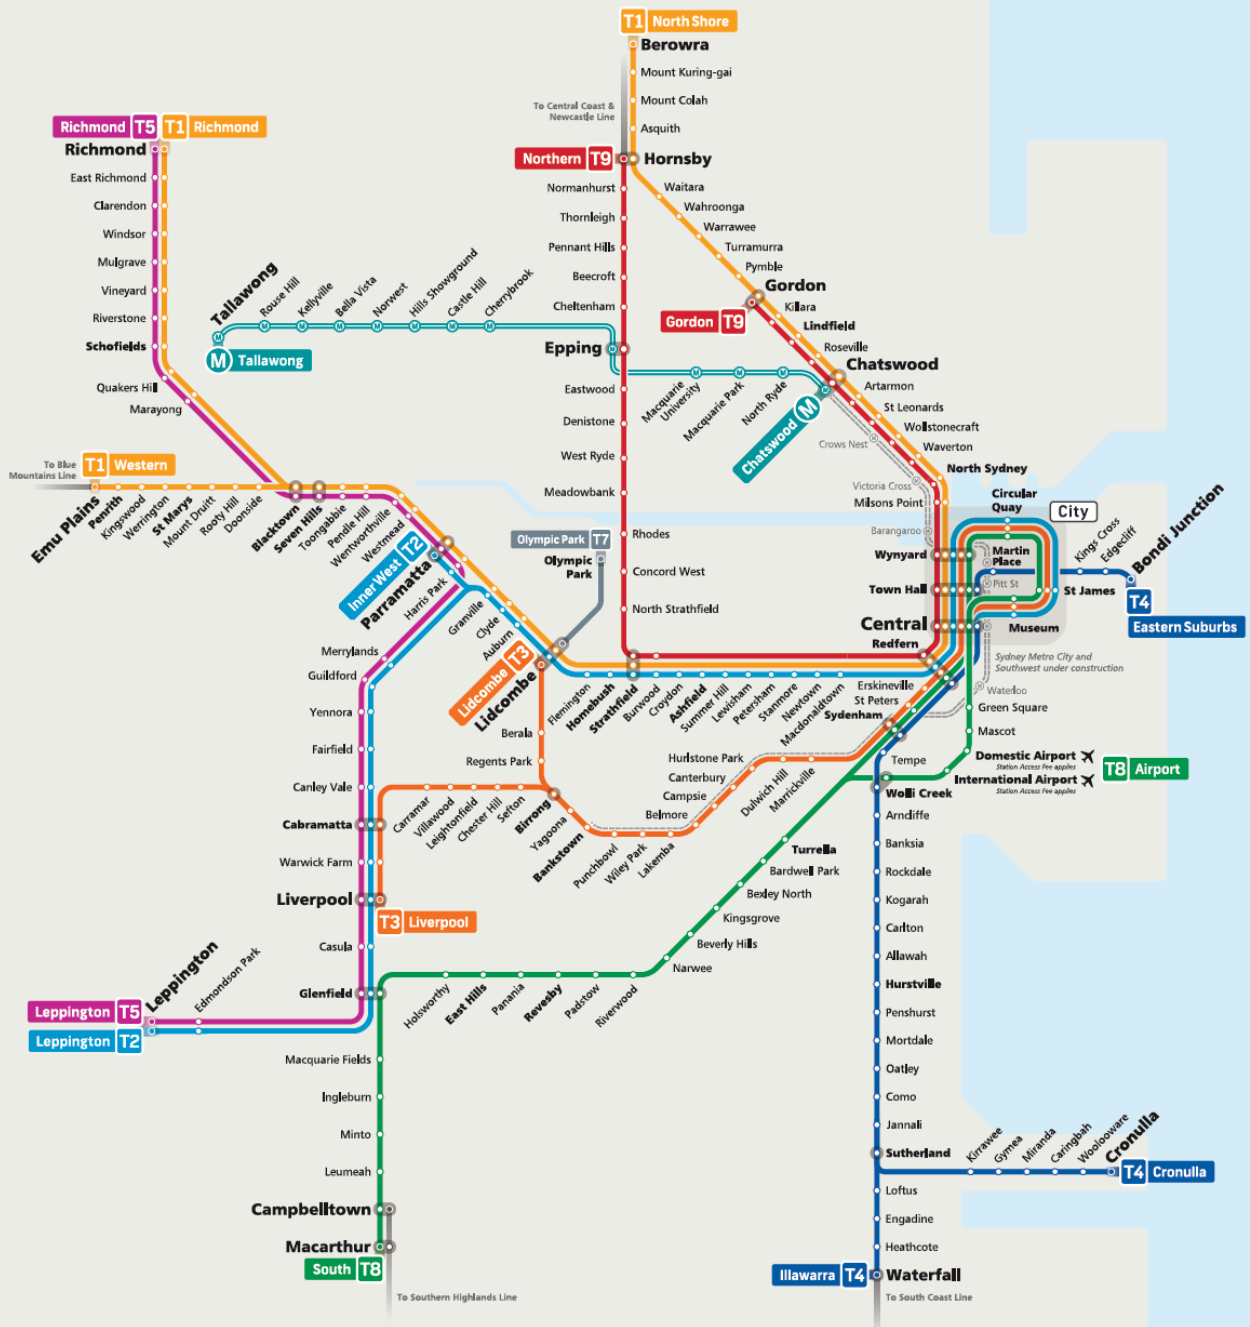 T1 North Shore
Berowra
Mount Kuring-gai
Mount Colah
To Central Coast &
Newcastle Line
Asquith
Richmond T5 T1 Richmond
Richmond
Northern T9
Hornsby
East Richmond
Normanhurst
Waitara
Clarendon
Wahroonga
Thornleigh
Warrawee
Windsor
Pennant Hills
Turramurra
Mulgrave
Pymble
Beecroft
Gordon
Vineyard
Cheltenham
Killara
Riverstone
Gordon T9
Lindfield
Schofields
Roseville
Tallawong
Rouse Hill
Kellyville
Bella Vista
Norwest
Hills Showground
Castle Hill
Cherrybrook
M Tallawong
Epping
Chatswood
Quakers Hill
Eastwood
Macquarie
University
Macquarie Park
North Ryde
Artarmon
Marayong
St Leonards
Denistone
Chatswood M
Wollstonecraft
Crows Nest
Waverton
To Blue
Mountains Line
T1 Western
West Ryde
North Sydney
Emu Plains
Penrith
Kingswood
Werrington
St Marys
Mount Druitt
Rooty Hill
Doonside
Blacktown
Seven Hills
Toongabbie
Pendle Hill
Wentworthville
Westmead
Meadowbank
Victoria Cross
Milsons Point
Circular
Quay
City
Barangaroo
Rhodes
Olympic Park T7
Olympic
Park
Inner West T2
Parramatta
Harris Park
Wynyard
Martin
Place
Kings Cross
Edgecliff
Bondi Junction
Concord West
Town Hall
Pitt St
St James
T4
Eastern Suburbs
North Strathfield
Granville
Clyde
Auburn
Central
Museum
Redfern
Merrylands
Guildford
Lidcombe T3
Lidcombe
Sydney Metro City and
Southwest under construction
Flemington
Homebush
Strathfield
Burwood
Croydon
Ashfield
Summer Hill
Lewisham
Petersham
Stanmore
Newtown
Macdonaldtown
Erskineville
St Peters
Waterloo
Yennora
Sydenham
Green Square
Berala
Mascot
Fairfield
Regents Park
Hurlstone Park
Tempe
Domestic Airport
Station Access Fee applies
T8 Airport
Canterbury
International Airport
Station Access Fee applies
Canley Vale
Campsie
Wolli Creek
Carramar
Villawood
Leightonfield
Chester Hill
Sefton
Birrong
Yagoona
Bankstown
Punchbowl
Wiley Park
Lakemba
Belmore
Dulwich Hill
Marrickville
Arncliffe
Cabramatta
Banksia
Turrella
Warwick Farm
Bardwell Park
Rockdale
Liverpool
Bexley North
Kogarah
T3 Liverpool
Kingsgrove
Carlton
Casula
Beverly Hills
Allawah
Narwee
Leppington
Edmondson Park
Glenfield
Holsworthy
East Hills
Panania
Revesby
Padstow
Riverwood
Hurstville
Leppington T5
Penshurst
Leppington T2
Mortdale
Macquarie Fields
Oatley
Ingleburn
Como
Minto
Jannali
Leumeah
Sutherland
Kirrawee
Gymea
Miranda
Caringbah
Woolooware
Cronulla
T4 Cronulla
Campbelltown
Loftus
Engadine
Macarthur
Heathcote
South T8
Illawarra T4
Waterfall
To Southern Highlands Line
To South Coast Line